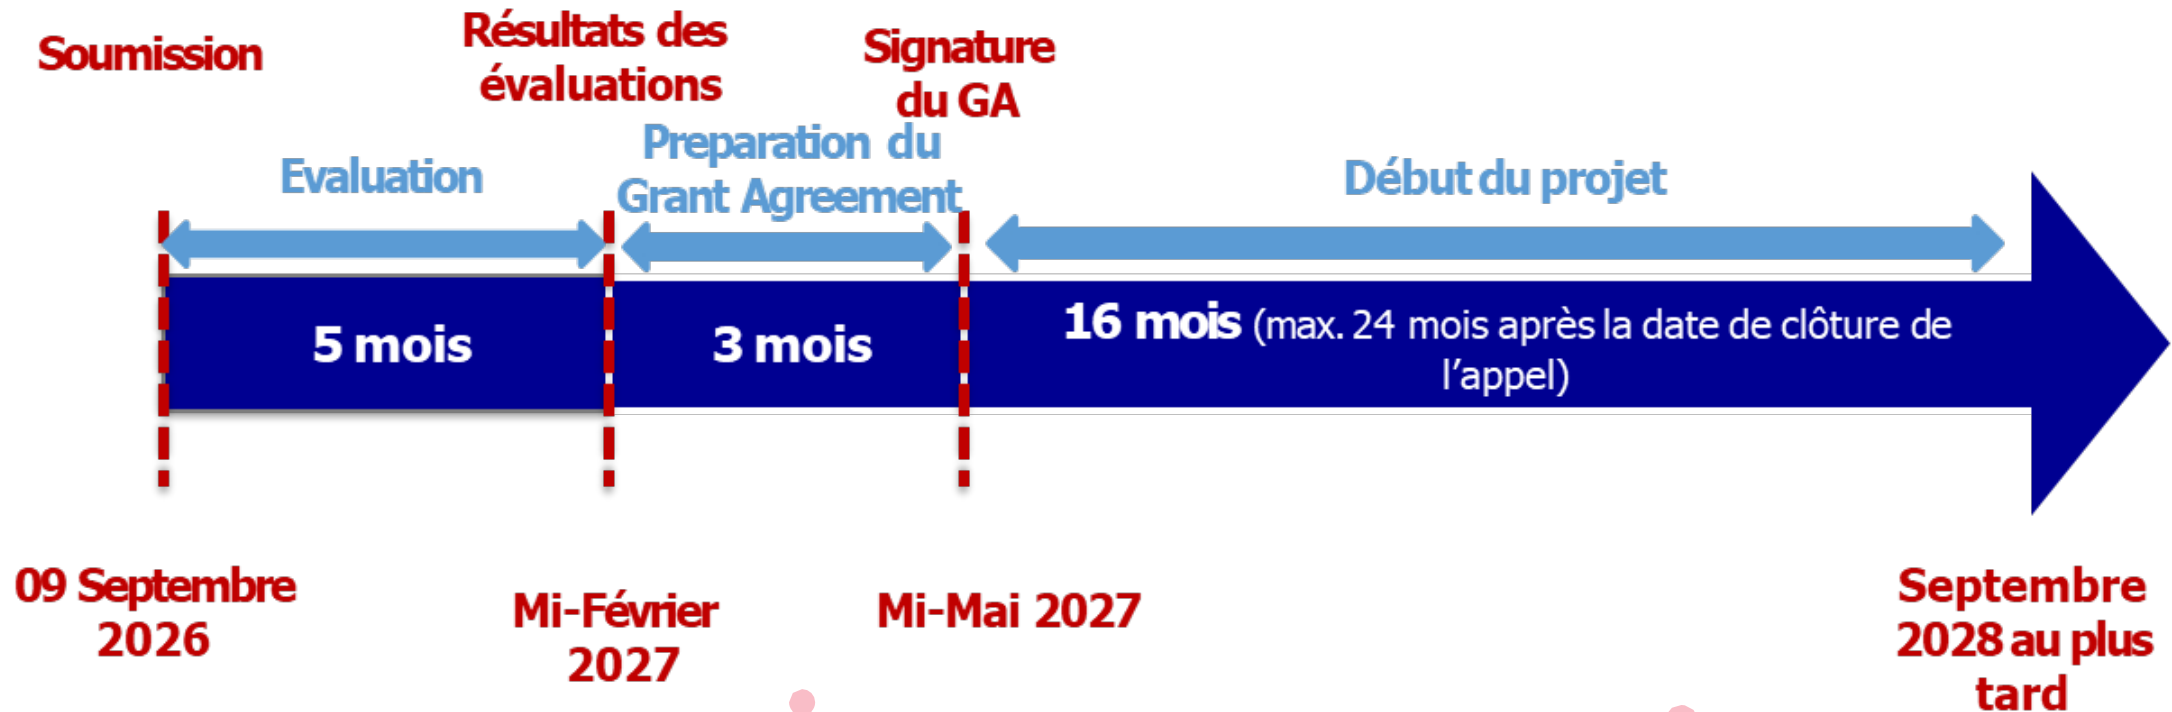 Soumission
Résultats des
évaluations
Signature
du GA
Evaluation
Preparation du
Grant Agreement
Début du projet
5 mois
3 mois
16 mois (max. 24 mois après la date de clôture de
l’appel)
09 Septembre
2026
Mi-Février
2027
Mi-Mai 2027
Septembre
2028 au plus
tard